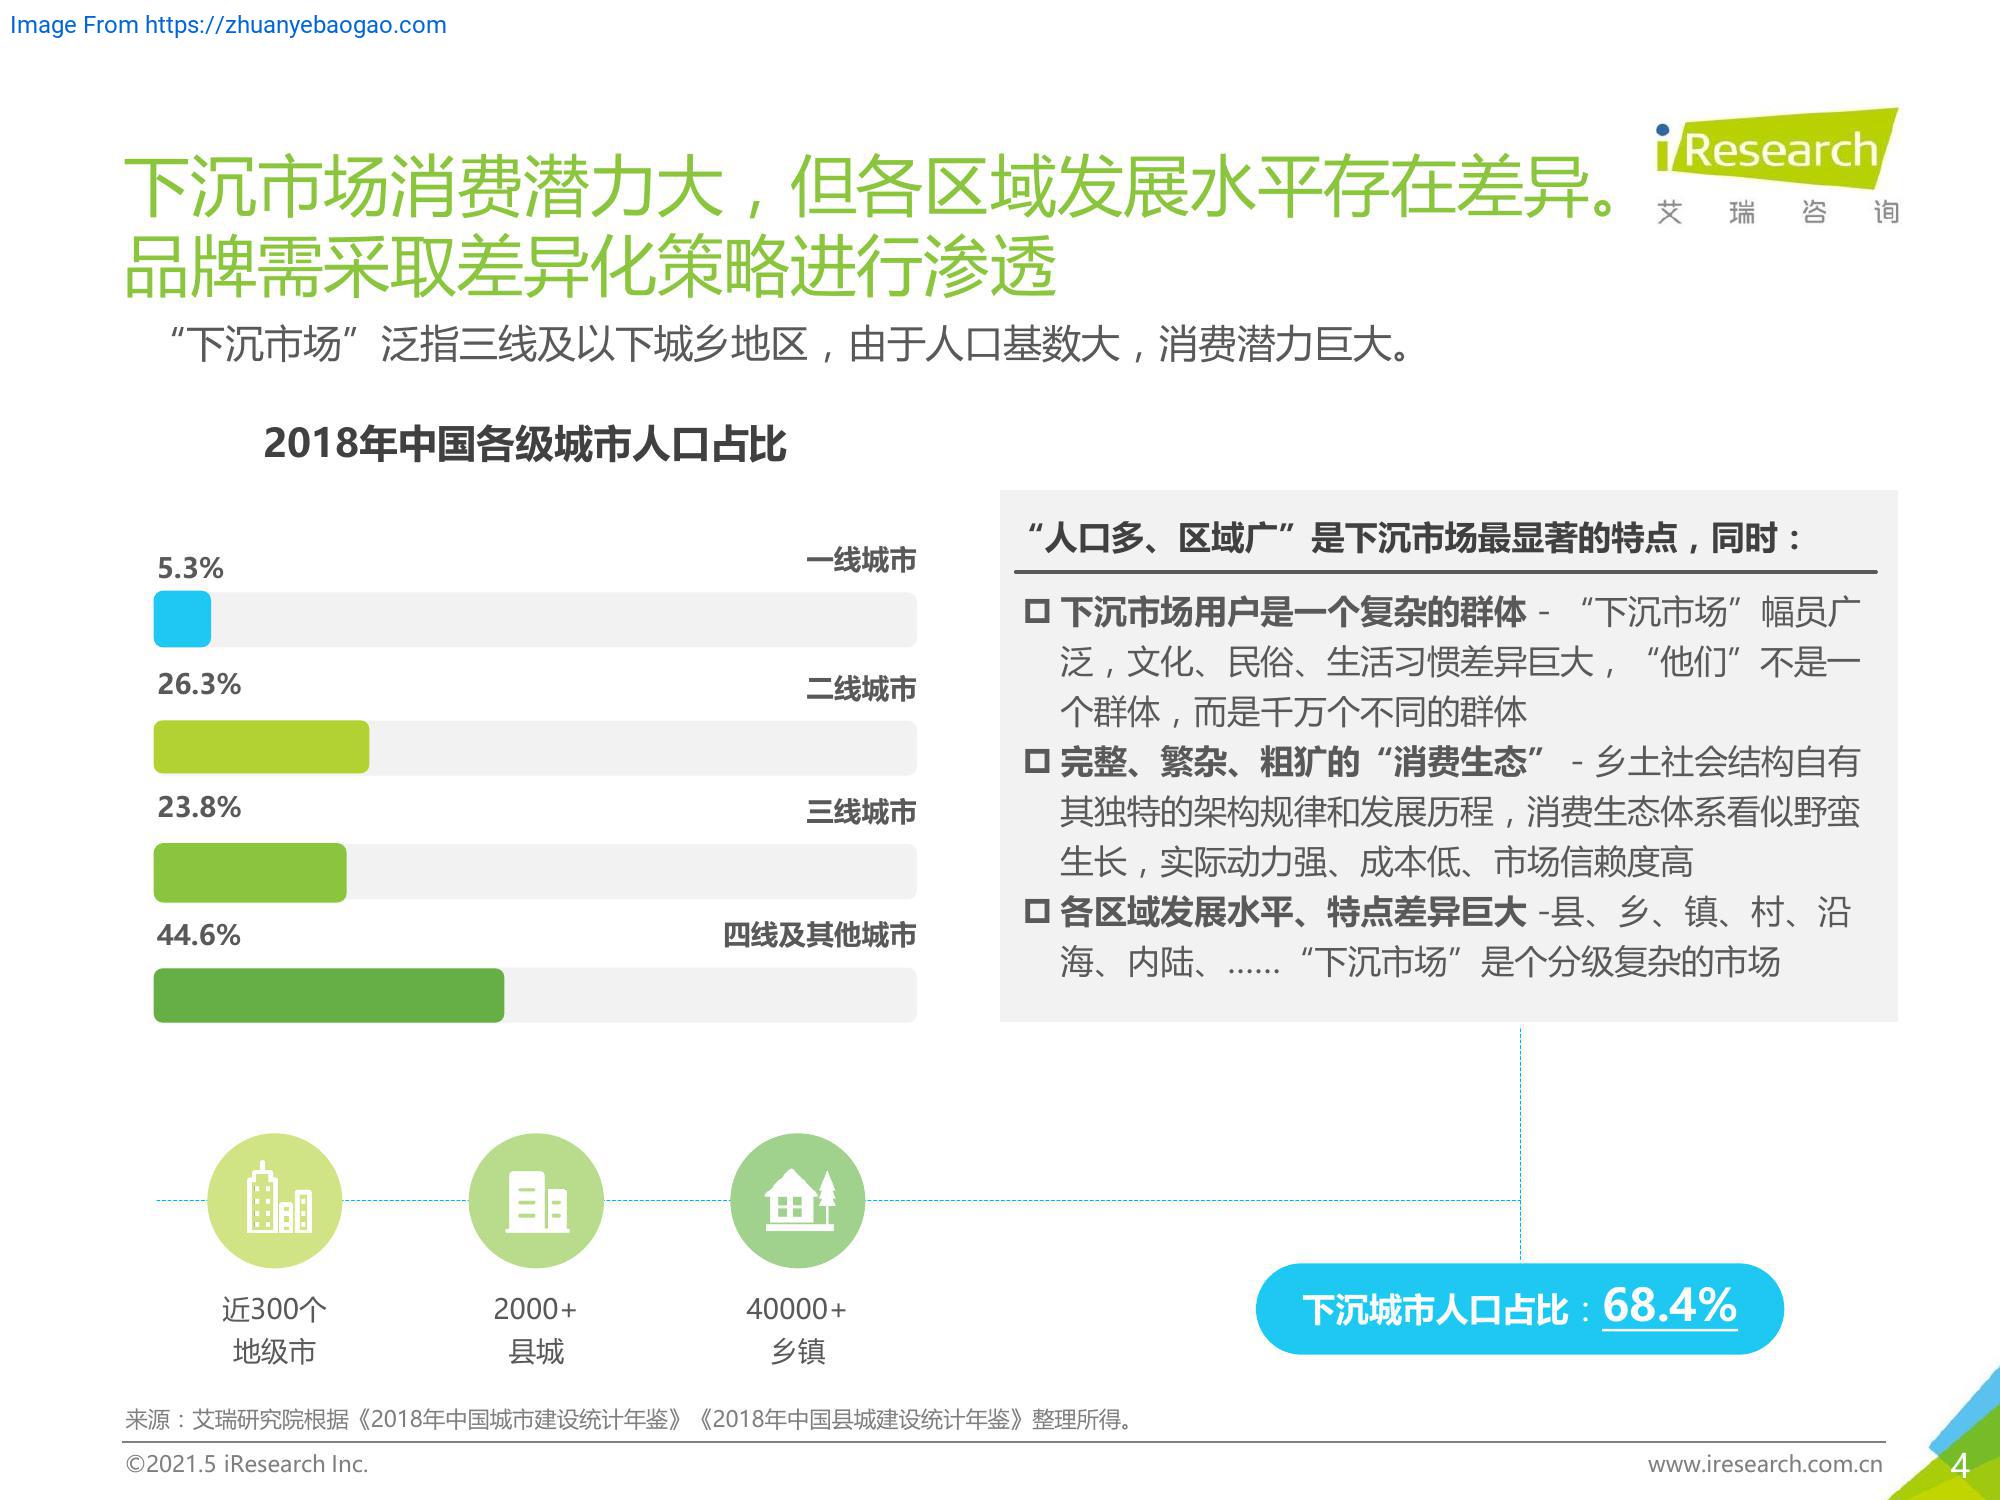 Image From https://zhuanyebaogao.com
iResearch
艾瑞咨询
下沉市场消费潜力大，但各区域发展水平存在差异。
品牌需采取差异化策略进行渗透
“下沉市场”泛指三线及以下城乡地区，由于人口基数大，消费潜力巨大。
2018年中国各级城市人口占比
5.3%
一线城市
26.3%
二线城市
23.8%
三线城市
44.6%
四线及其他城市
“人口多、区域广”是下沉市场最显著的特点，同时：
下沉市场用户是一个复杂的群体 - “下沉市场”幅员广
泛，文化、民俗、生活习惯差异巨大，“他们”不是一
个群体，而是千万个不同的群体
完整、繁杂、粗犷的“消费生态” - 乡土社会结构自有
其独特的架构规律和发展历程，消费生态体系看似野蛮
生长，实际动力强、成本低、市场信赖度高
各区域发展水平、特点差异巨大 -县、乡、镇、村、沿
海、内陆、……“下沉市场”是个分级复杂的市场
近300个
地级市
2000+
县城
40000+
乡镇
下沉城市人口占比：68.4%
来源：艾瑞研究院根据《2018年中国城市建设统计年鉴》《2018年中国县城建设统计年鉴》整理所得。
©2021.5 iResearch Inc.
www.iresearch.com.cn
4